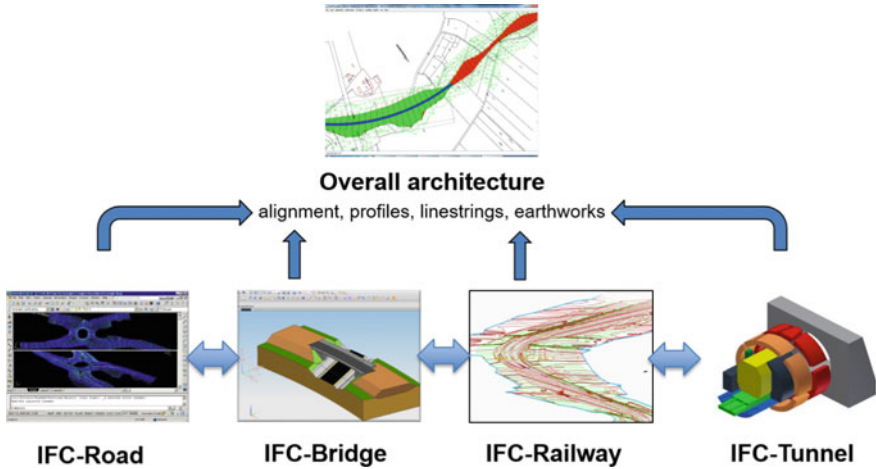 Overall architecture
alignment, profiles, linestrings, earthworks
IFC-Road
IFC-Bridge
IFC-Railway
IFC-Tunnel